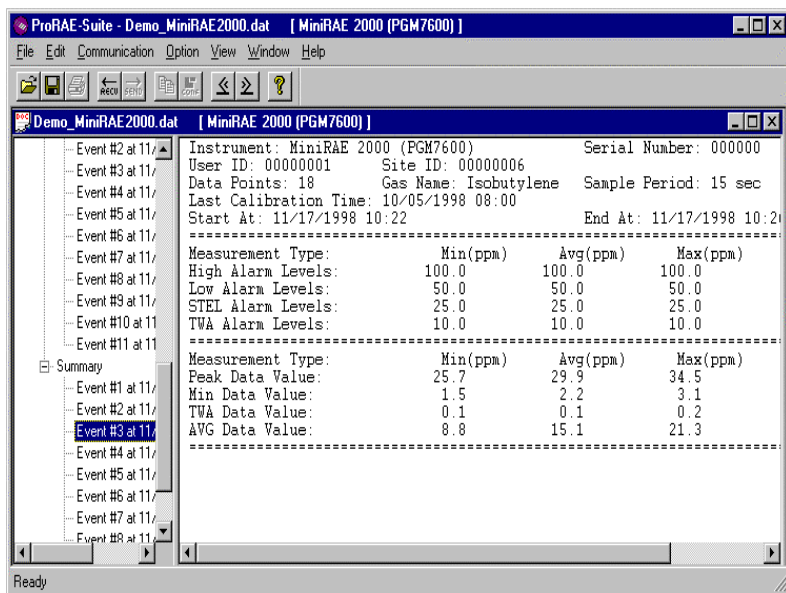 ProRAE-Suite - Demo_MiniRAE2000.dat [ MiniRAE 2000 (PGM7600) ]
File Edit Communication Option View Window Help
RECV SEND CONF
Demo_MiniRAE2000.dat [ MiniRAE 2000 (PGM7600) ]
Event #2 at 11/
Event #3 at 11/
Event #4 at 11/
Event #5 at 11/
Event #6 at 11/
Event #7 at 11/
Event #8 at 11/
Event #9 at 11/
Event #10 at 11
Event #11 at 11
Summary
Event #1 at 11/
Event #2 at 11/
Event #3 at 11/
Event #4 at 11/
Event #5 at 11/
Event #6 at 11/
Event #7 at 11/
Event #8 at 11/
Instrument: MiniRAE 2000 (PGM7600) Serial Number: 000000
User ID: 00000001 Site ID: 00000006
Data Points: 18 Gas Name: Isobutylene Sample Period: 15 sec
Last Calibration Time: 10/05/1998 08:00
Start At: 11/17/1998 10:22 End At: 11/17/1998 10:2
Measurement Type: Min(ppm) Avg(ppm) Max(ppm)
High Alarm Levels: 100.0 100.0 100.0
Low Alarm Levels: 50.0 50.0 50.0
STEL Alarm Levels: 25.0 25.0 25.0
TWA Alarm Levels: 10.0 10.0 10.0
Measurement Type: Min(ppm) Avg(ppm) Max(ppm)
Peak Data Value: 25.7 29.9 34.5
Min Data Value: 1.5 2.2 3.1
TWA Data Value: 0.1 0.1 0.2
AVG Data Value: 8.8 15.1 21.3
Ready